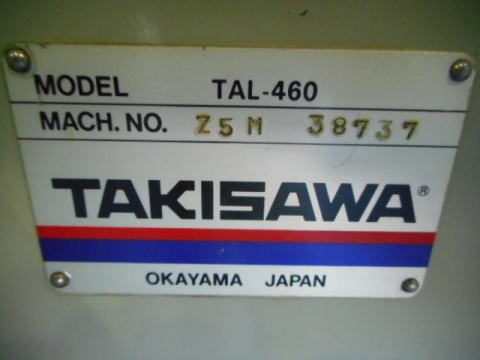 MODEL TAL-460
MACH. NO. Z5M 38737
TAKISAWA®
OKAYAMA JAPAN